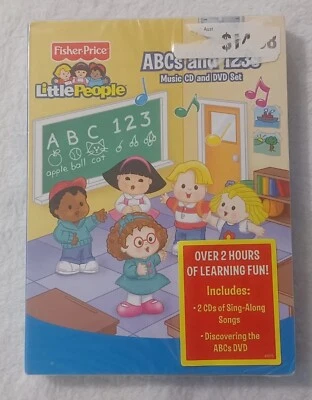 Fisher-Price
Little People
ABCs and 123s
Music CD and DVD Set
A B C 1 2 3
apple ball cat
OVER 2 HOURS
OF LEARNING FUN!
Includes:
• 2 CDs of Sing-Along
Songs
• Discovering the
ABCs DVD